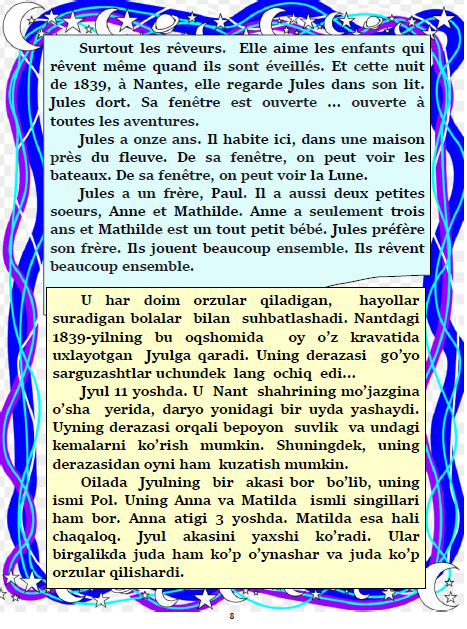 Surtout les rêveurs. Elle aime les enfants qui
rêvent même quand ils sont éveillés. Et cette nuit
de 1839, à Nantes, elle regarde Jules dans son lit.
Jules dort. Sa fenêtre est ouverte ... ouverte à
toutes les aventures.
Jules a onze ans. Il habite ici, dans une maison
près du fleuve. De sa fenêtre, on peut voir les
bateaux. De sa fenêtre, on peut voir la Lune.
Jules a un frère, Paul. Il a aussi deux petites
soeurs, Anne et Mathilde. Anne a seulement trois
ans et Mathilde est un tout petit bébé. Jules préfère
son frère. Ils jouent beaucoup ensemble. Ils rêvent
beaucoup ensemble.
U har doim orzular qiladigan, hayollar
suradigan bolalar bilan suhbatlashadi. Nantdagi
1839-yilning bu oqshomida oy o’z kravatida
uxlayotgan Jyulga qaradi. Uning derazasi go’yo
sarguzashtlar uchundek lang ochiq edi...
Jyul 11 yoshda. U Nant shahrining mo’jazgina
o’sha yerida, daryo yonidagi bir uyda yashaydi.
Uyning derazasi orqali bepoyon suvlik va undagi
kemalarni ko’rish mumkin. Shuningdek, uning
derazasidan oyni ham kuzatish mumkin.
Oilada Jyulning bir akasi bor bo’lib, uning
ismi Pol. Uning Anna va Matilda ismli singillari
ham bor. Anna atigi 3 yoshda. Matilda esa hali
chaqaloq. Jyul akasini yaxshi ko’radi. Ular
birgalikda juda ham ko’p o’ynashar va juda ko’p
orzular qilishardi.
8